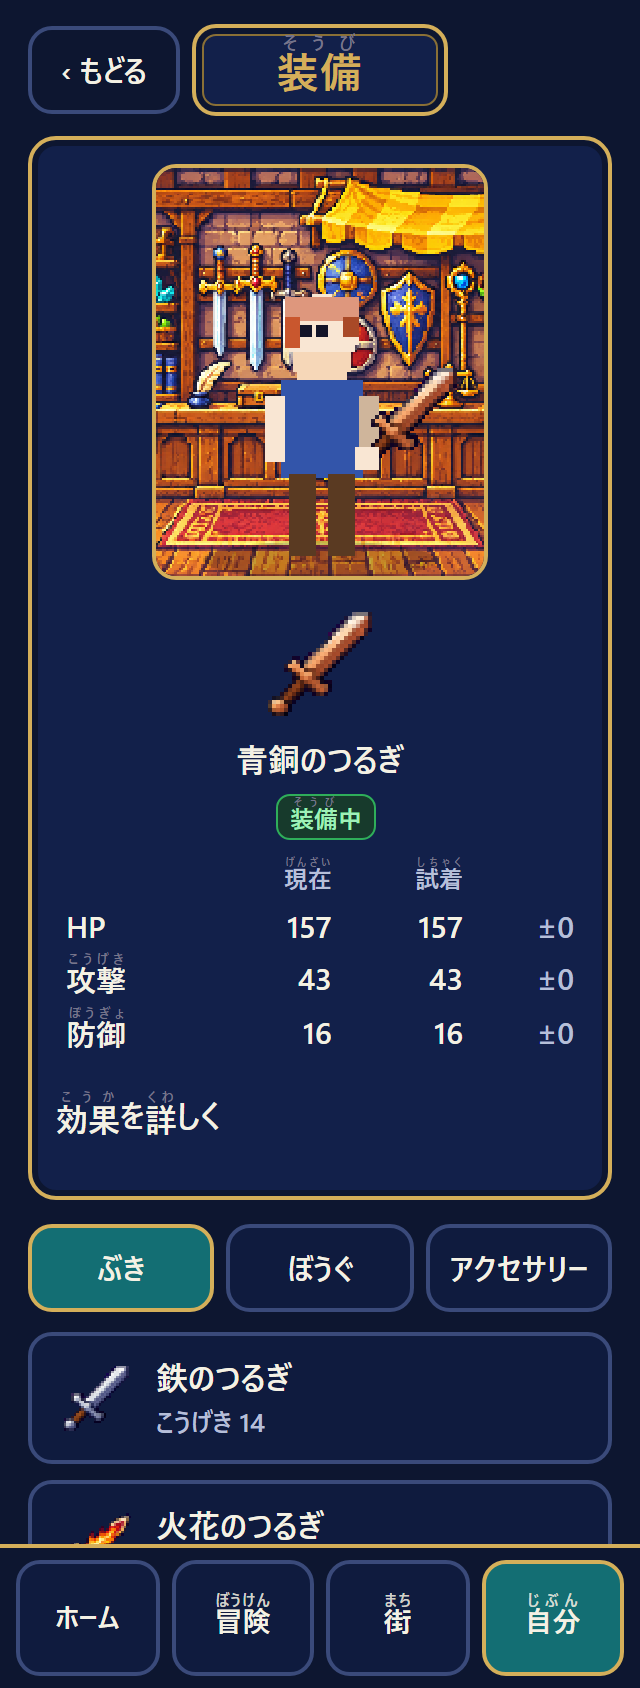 ‹ もどる
そうび
装備
青銅のつるぎ
そうび
装備中
げんざい しちゃく
現在 試着
HP 157 157 ±0
こうげき
攻撃 43 43 ±0
ぼうぎょ
防御 16 16 ±0
こうか くわ
効果を詳しく
ぶき ぼうぐ アクセサリー
鉄のつるぎ
こうげき 14
火花のつるぎ
ぼうけん まち じぶん
ホーム 冒険 街 自分